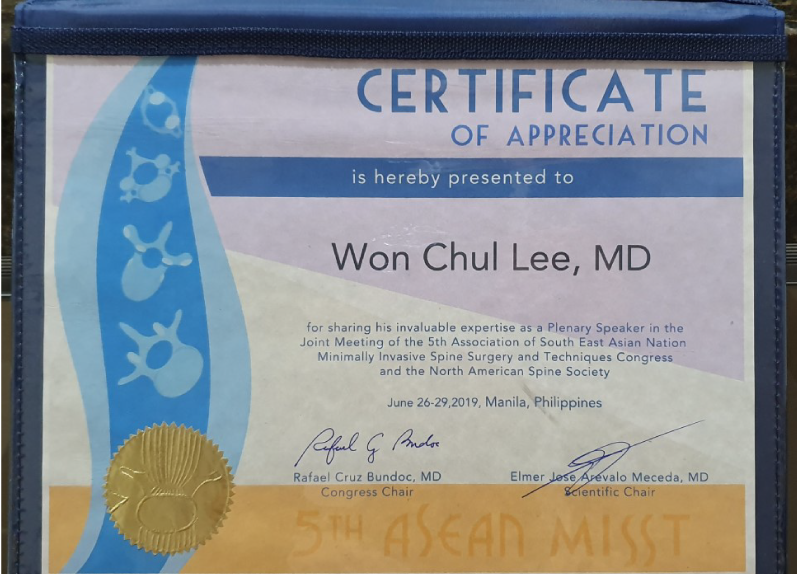 CERTIFICATE
OF APPRECIATION
is hereby presented to
Won Chul Lee, MD
for sharing his invaluable expertise as a Plenary Speaker in the
Joint Meeting of the 5th Association of South East Asian Nation
Minimally Invasive Spine Surgery and Techniques Congress
and the North American Spine Society
June 26-29,2019, Manila, Philippines
Rafael G Bundoc
Rafael Cruz Bundoc, MD
Congress Chair
Elmer Jose Arevalo Meceda, MD
Scientific Chair
5TH ASEAN MISST